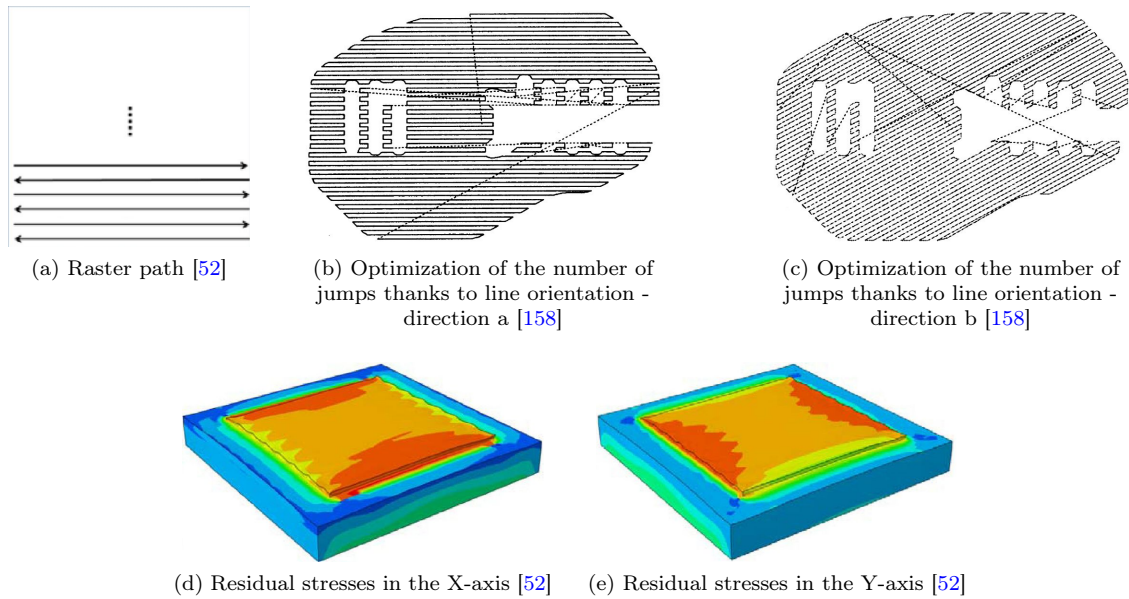 (a) Raster path [52]
(b) Optimization of the number of
jumps thanks to line orientation -
direction a [158]
(c) Optimization of the number of
jumps thanks to line orientation -
direction b [158]
(d) Residual stresses in the X-axis [52]
(e) Residual stresses in the Y-axis [52]